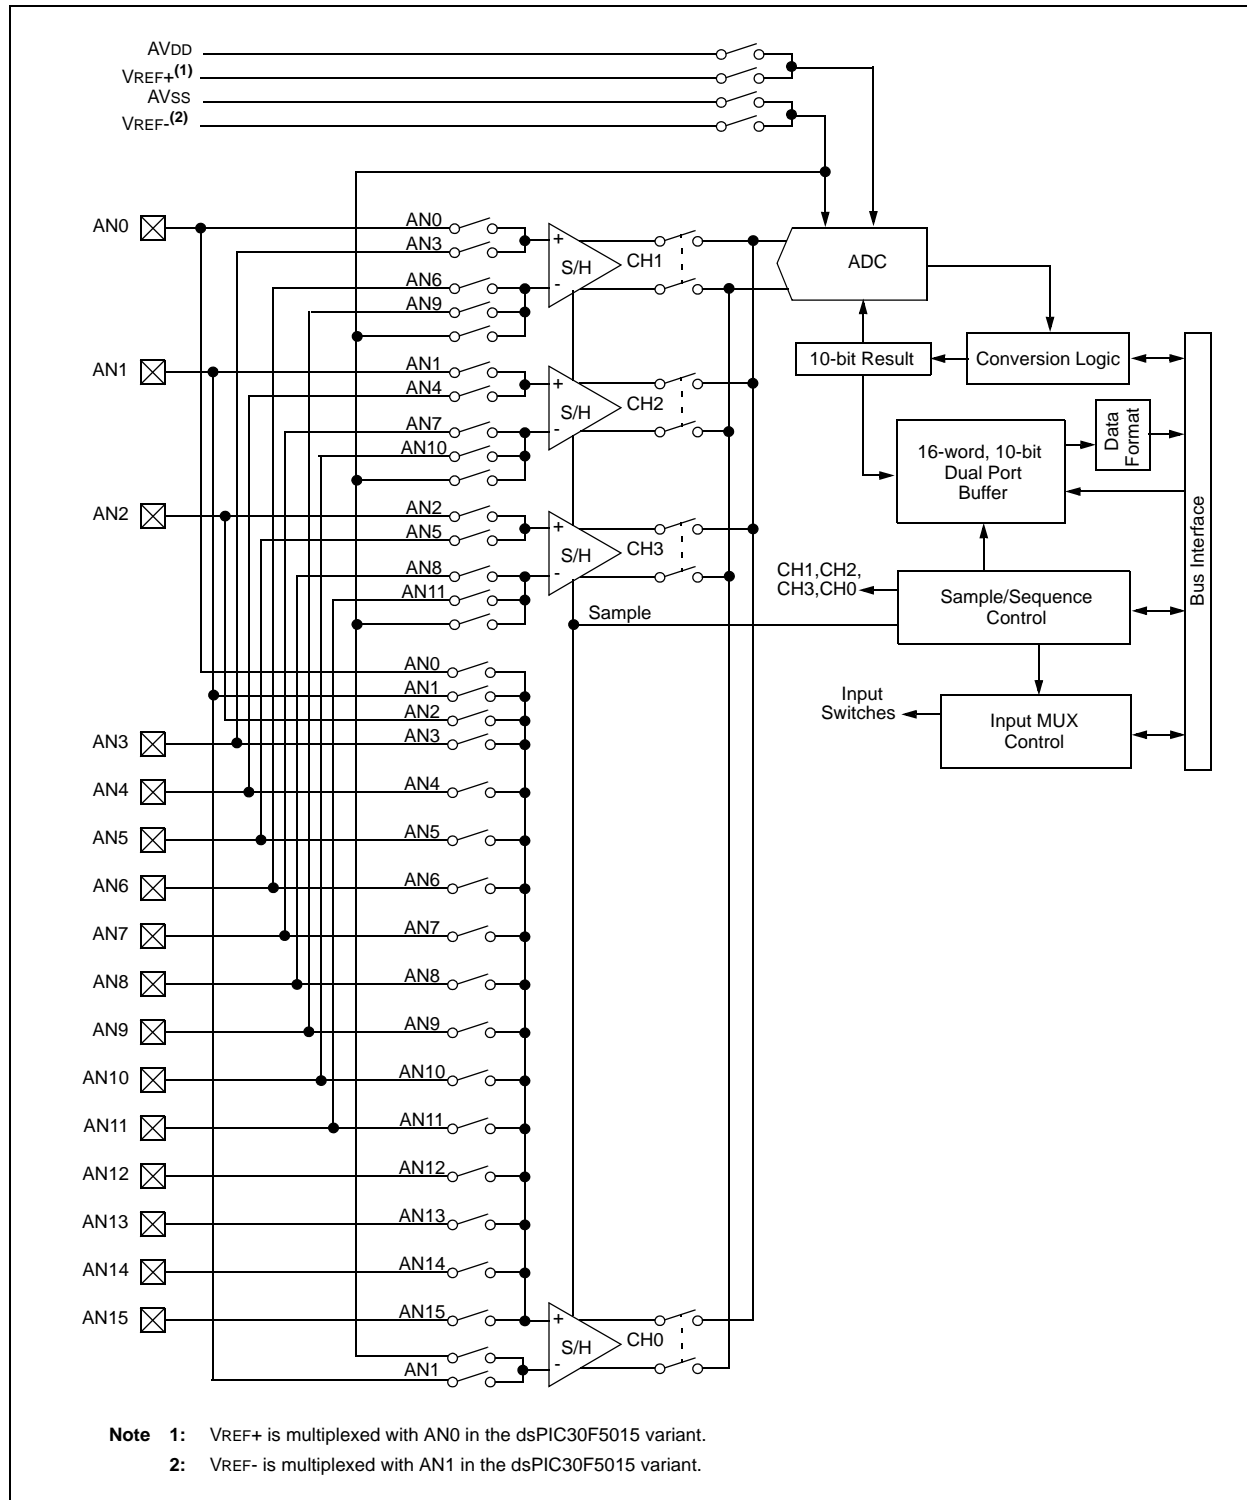 AVDD
VREF+(1)
AVSS
VREF-(2)
AN0
AN0
AN3
AN6
AN9
+
-
S/H
CH1
ADC
10-bit Result
Conversion Logic
AN1
AN1
AN4
AN7
AN10
+
-
S/H
CH2
16-word, 10-bit
Dual Port
Buffer
Data
Format
Bus Interface
AN2
AN2
AN5
AN8
AN11
+
-
S/H
CH3
CH1,CH2,
CH3,CH0
Sample/Sequence
Control
Sample
Input
Switches
Input MUX
Control
AN0
AN1
AN2
AN3
AN3
AN4
AN4
AN5
AN5
AN6
AN6
AN7
AN7
AN8
AN8
AN9
AN9
AN10
AN10
AN11
AN11
AN12
AN12
AN13
AN13
AN14
AN14
AN15
AN15
AN1
+
-
S/H
CH0
Note 1: VREF+ is multiplexed with AN0 in the dsPIC30F5015 variant.
2: VREF- is multiplexed with AN1 in the dsPIC30F5015 variant.